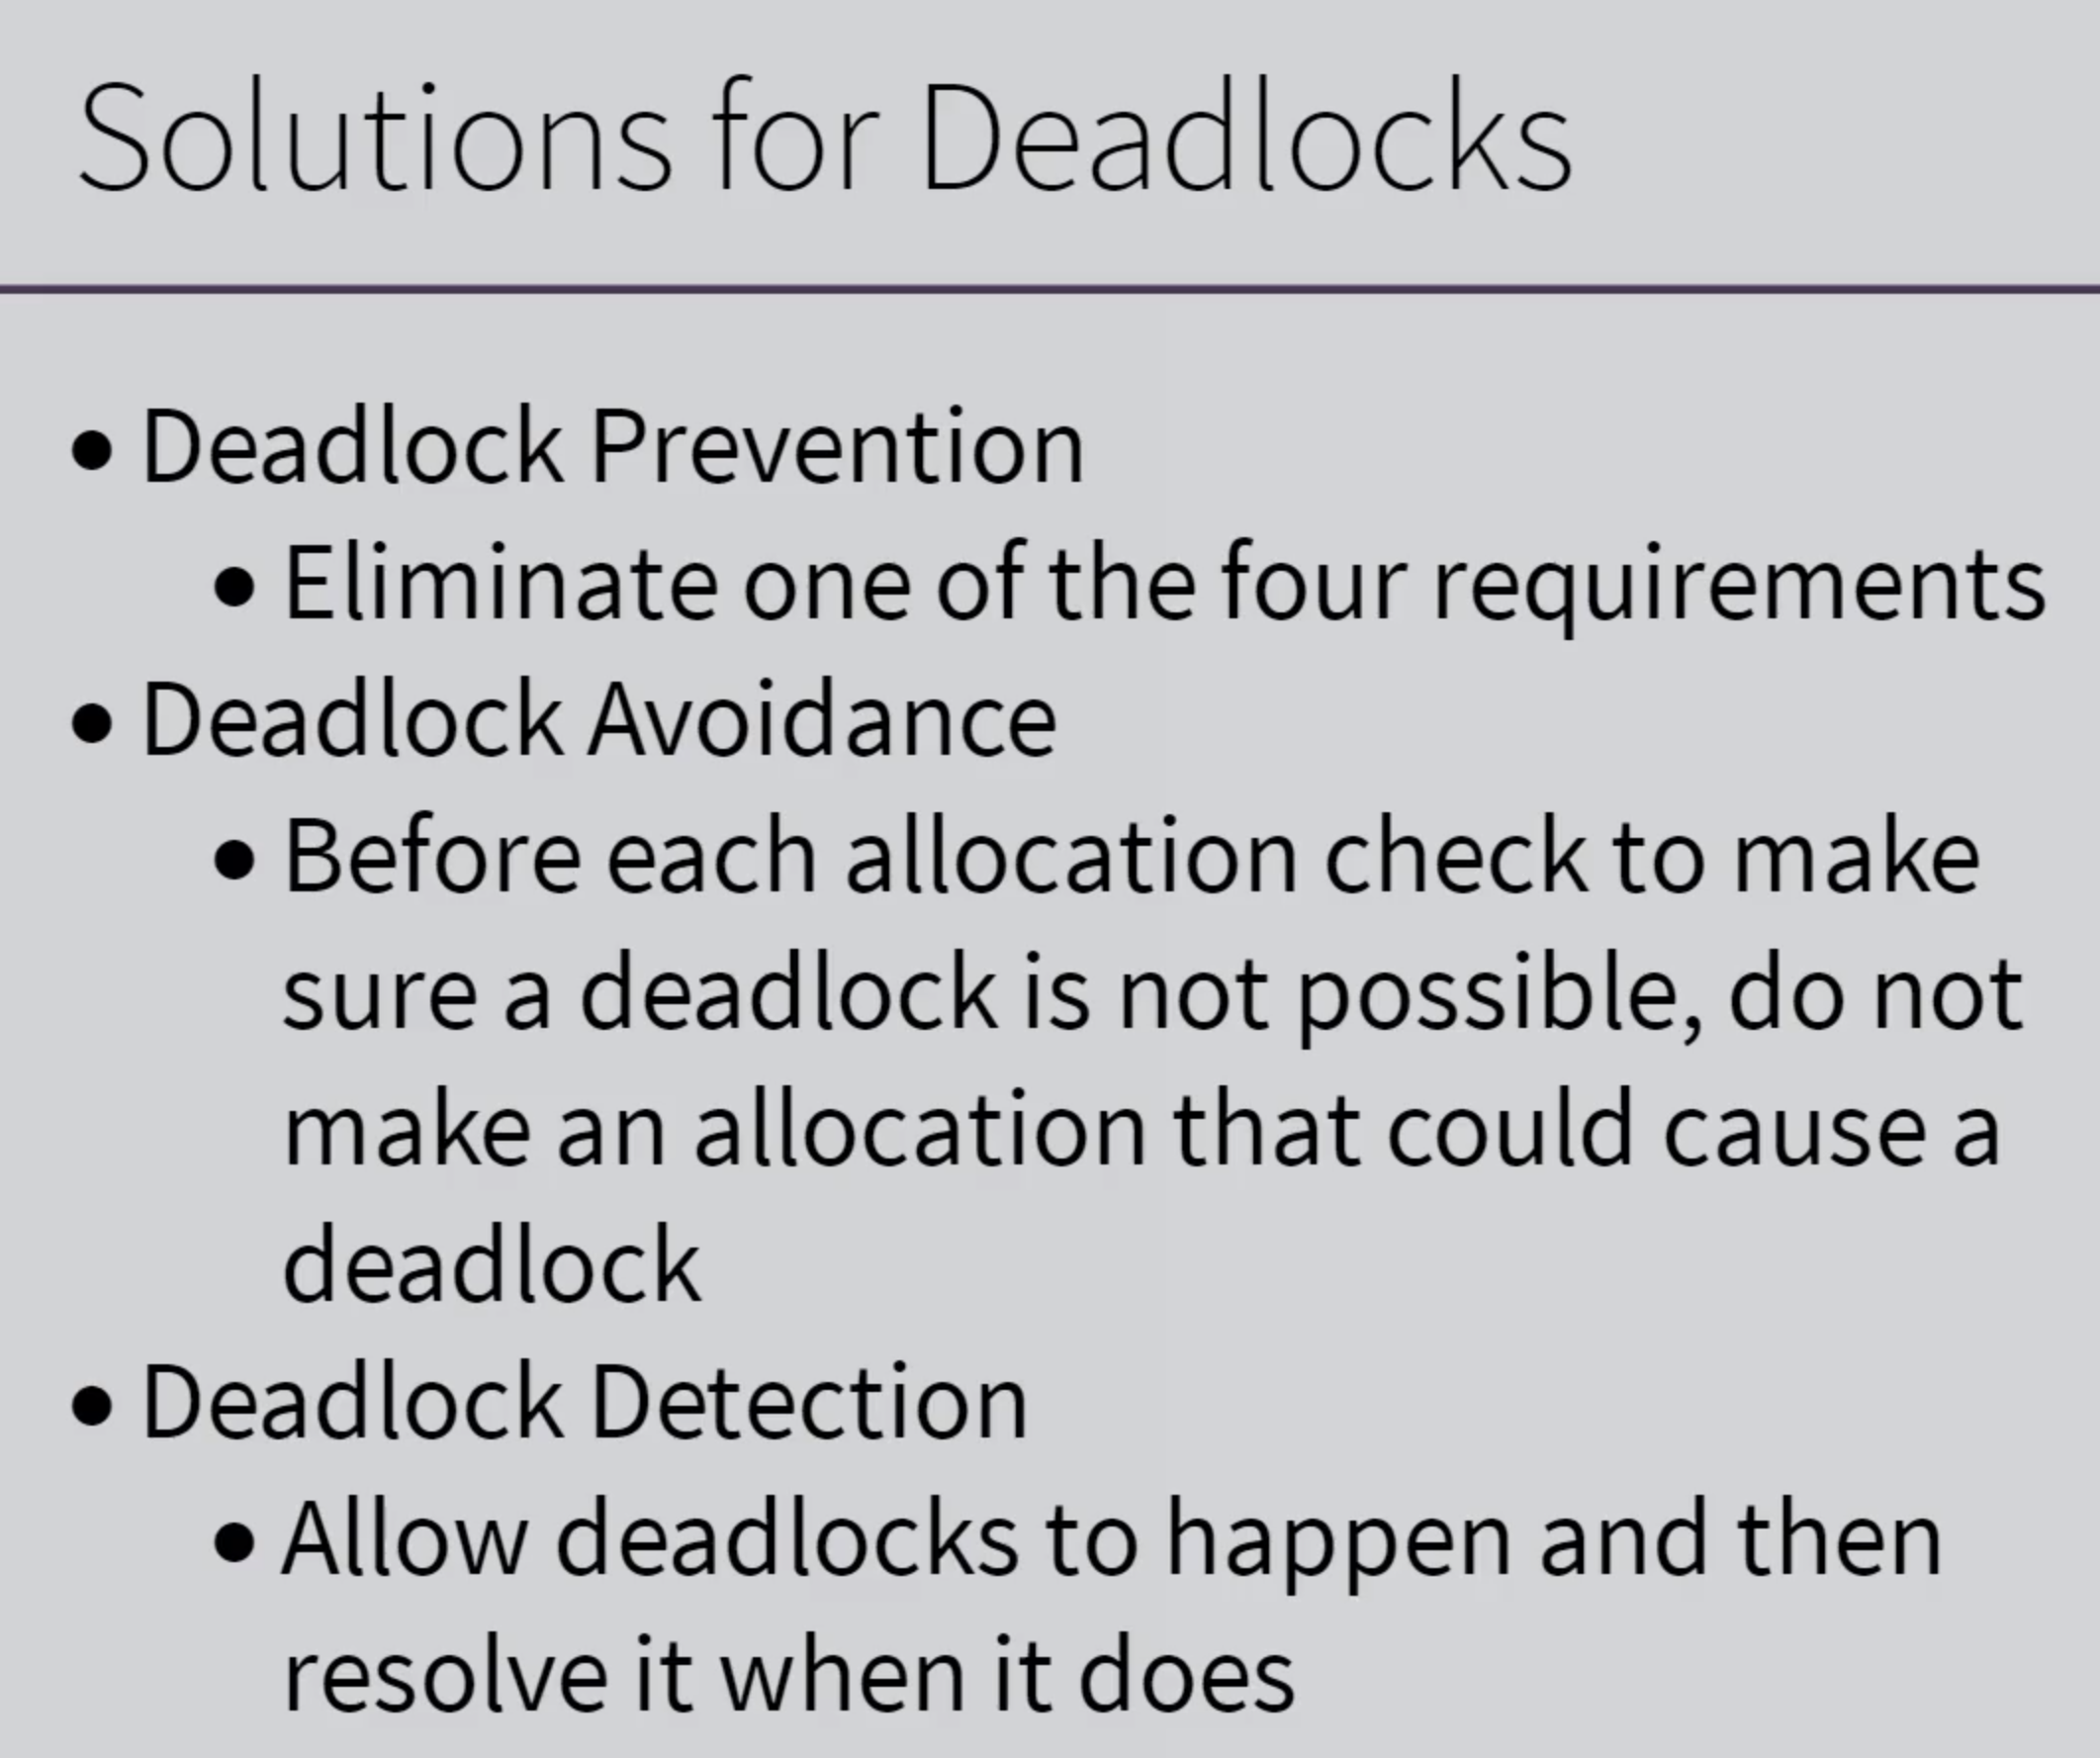 Solutions for Deadlocks
• Deadlock Prevention
• Eliminate one of the four requirements
• Deadlock Avoidance
• Before each allocation check to make
sure a deadlock is not possible, do not
make an allocation that could cause a
deadlock
• Deadlock Detection
• Allow deadlocks to happen and then
resolve it when it does